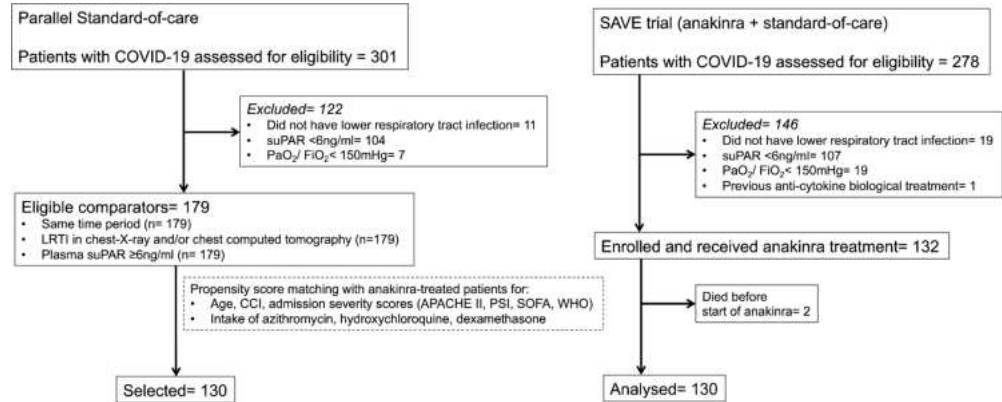 Parallel Standard-of-care
Patients with COVID-19 assessed for eligibility = 301
Excluded= 122
• Did not have lower respiratory tract infection= 11
• suPAR <6ng/ml= 104
• PaO2/ FiO2< 150mHg= 7
Eligible comparators= 179
• Same time period (n= 179)
• LRTI in chest-X-ray and/or chest computed tomography (n=179)
• Plasma suPAR ≥6ng/ml (n= 179)
Propensity score matching with anakinra-treated patients for:
• Age, CCI, admission severity scores (APACHE II, PSI, SOFA, WHO)
• Intake of azithromycin, hydroxychloroquine, dexamethasone
Selected= 130
SAVE trial (anakinra + standard-of-care)
Patients with COVID-19 assessed for eligibility = 278
Excluded= 146
• Did not have lower respiratory tract infection= 19
• suPAR <6ng/ml= 107
• PaO2/ FiO2< 150mHg= 19
• Previous anti-cytokine biological treatment= 1
Enrolled and received anakinra treatment= 132
Died before
start of anakinra= 2
Analysed= 130